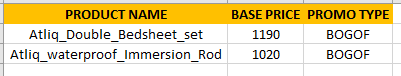 PRODUCT NAME BASE PRICE PROMO TYPE
Atliq_Double_Bedsheet_set 1190 BOGOF
Atliq_waterproof_Immersion_Rod 1020 BOGOF